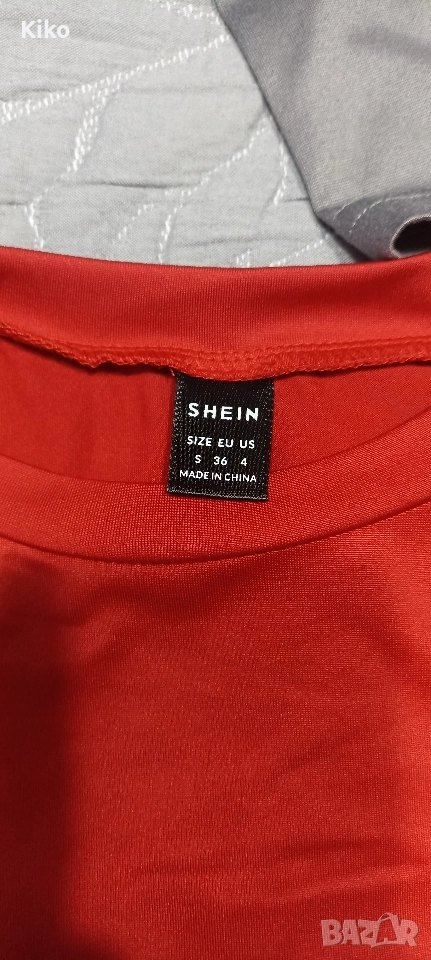 Kiko
SHEIN
SIZE EU US
S 36 4
MADE IN CHINA
BAZAR